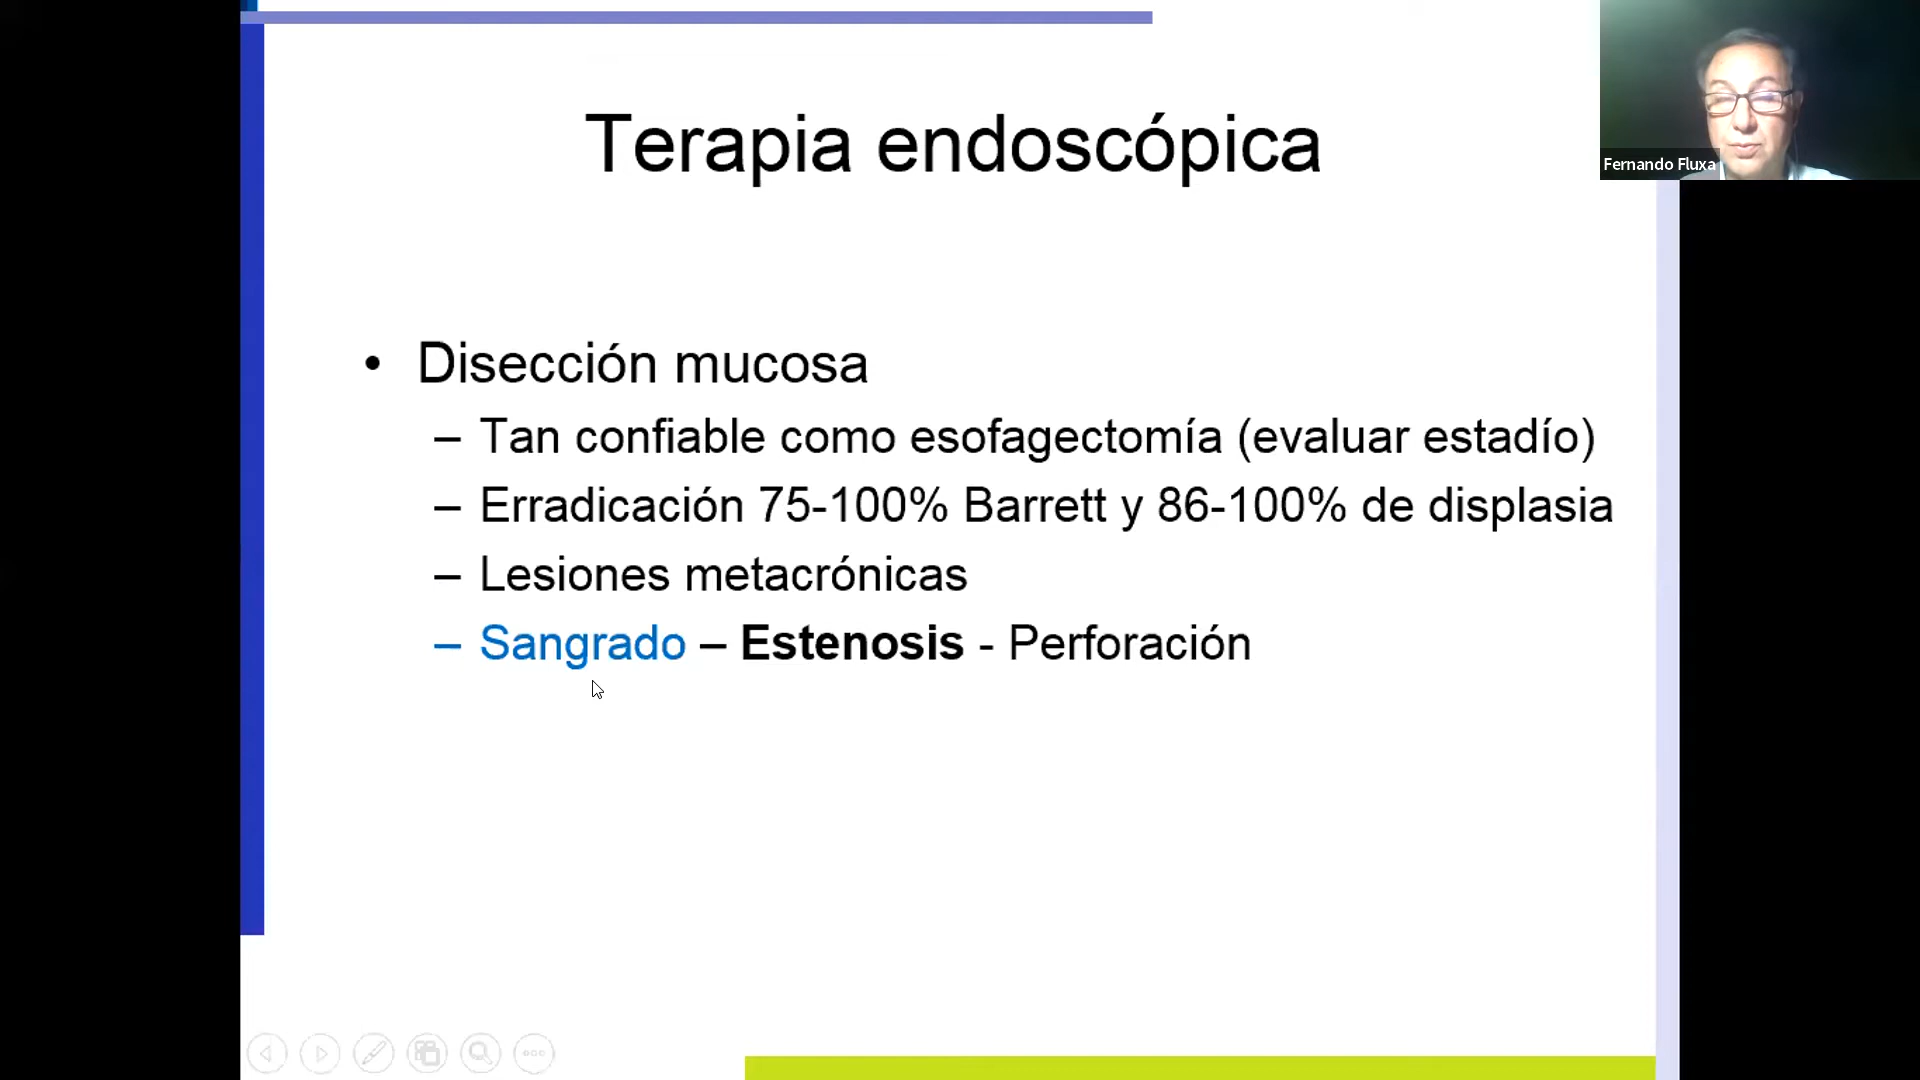 Terapia endoscópica
Fernando Fluxa
• Disección mucosa
– Tan confiable como esofagectomía (evaluar estadío)
– Erradicación 75-100% Barrett y 86-100% de displasia
– Lesiones metacrónicas
– Sangrado – Estenosis - Perforación